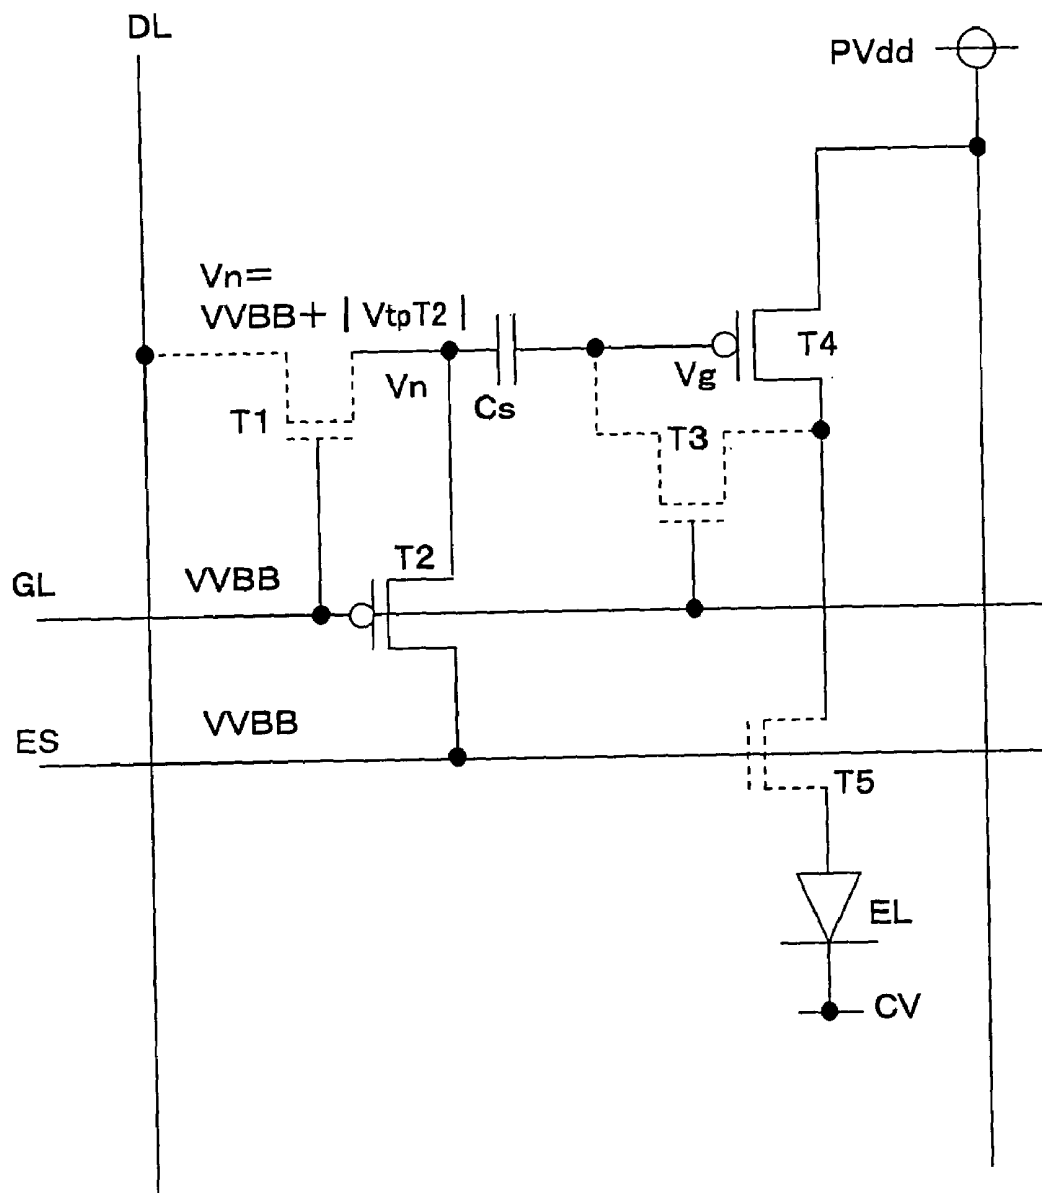 DL
PVdd
Vn=
VVBB+|VtpT2|
T4
Vn
Vg
Cs
T1
T3
T2
GL
VVBB
VVBB
ES
T5
EL
CV